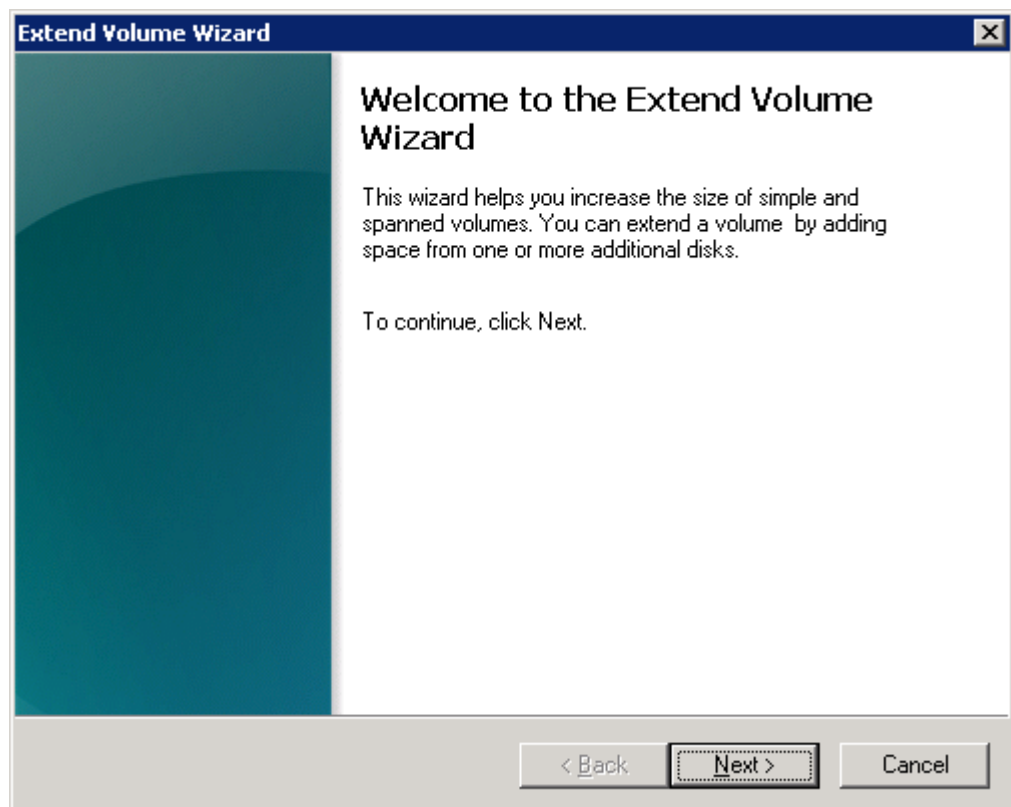 Extend Volume Wizard
Welcome to the Extend Volume
Wizard
This wizard helps you increase the size of simple and
spanned volumes. You can extend a volume  by adding
space from one or more additional disks.
To continue, click Next.
< Back
Next >
Cancel